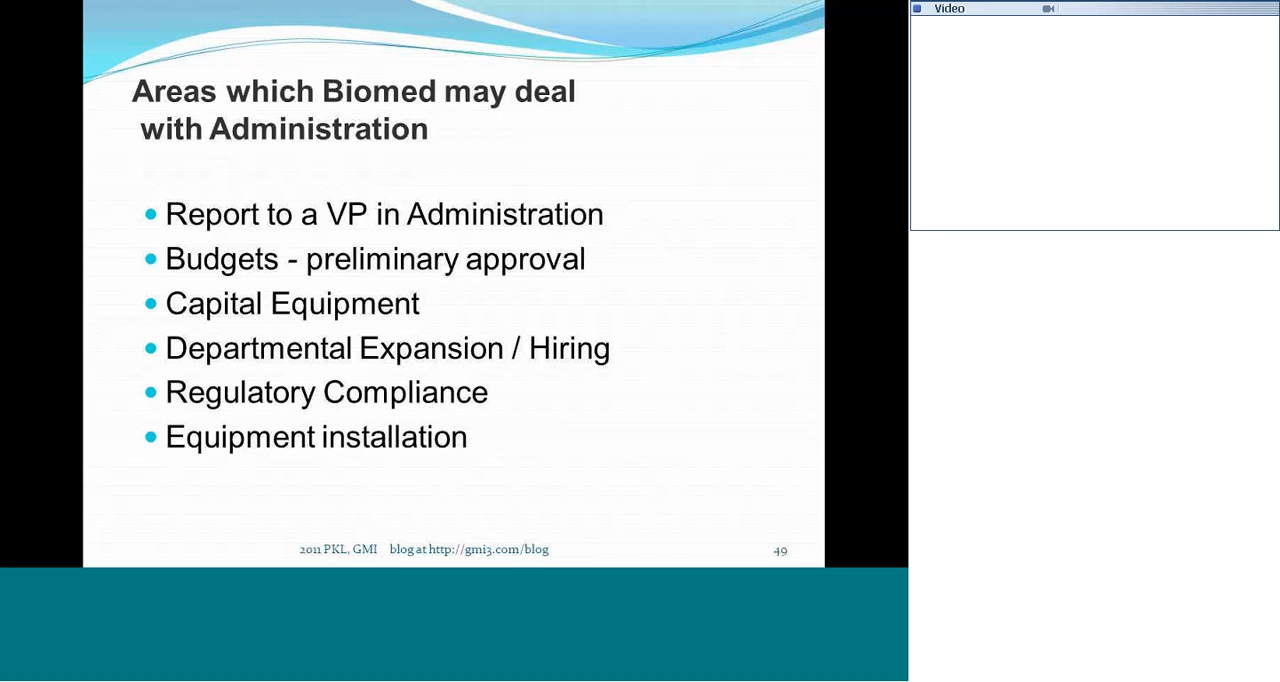 Video
Areas which Biomed may deal
with Administration
Report to a VP in Administration
Budgets - preliminary approval
Capital Equipment
Departmental Expansion / Hiring
Regulatory Compliance
Equipment installation
2011 PKL, GMI blog at http://gmi3.com/blog
49